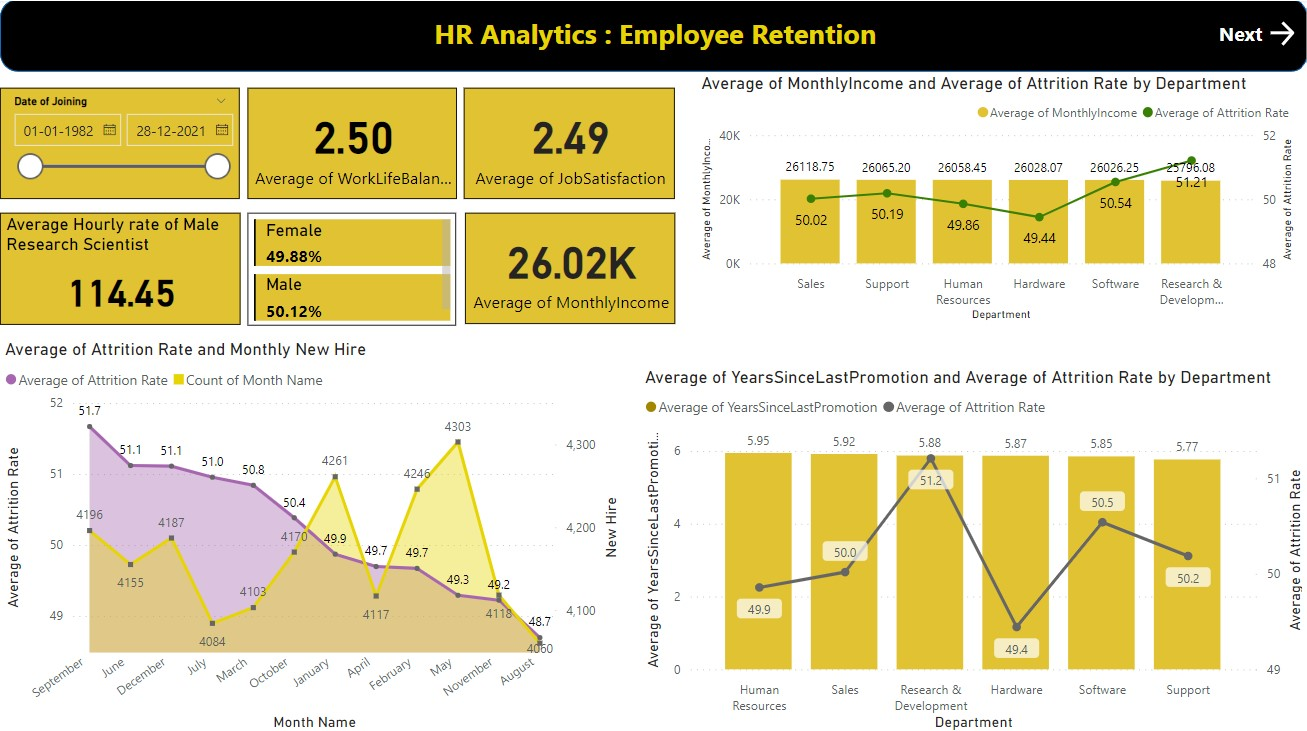 HR Analytics : Employee Retention
Next
Date of Joining
01-01-1982
28-12-2021
2.50
Average of WorkLifeBalan...
2.49
Average of JobSatisfaction
Average Hourly rate of Male
Research Scientist
114.45
Female
49.88%
Male
50.12%
26.02K
Average of MonthlyIncome
Average of MonthlyIncome and Average of Attrition Rate by Department
Average of MonthlyIncome
Average of Attrition Rate
Average of MonthlyInco...
40K
20K
0K
26118.75
26065.20
26058.45
26028.07
26026.25
25796.08
50.02
50.19
49.86
49.44
50.54
51.21
52
50
48
Average of Attrition Rate
Sales
Support
Human
Resources
Hardware
Software
Research &
Developm...
Department
Average of Attrition Rate and Monthly New Hire
Average of Attrition Rate
Count of Month Name
Average of Attrition Rate
52
51
50
49
51.7
51.1
51.1
51.0
50.8
50.4
49.9
49.7
49.7
49.3
49.2
48.7
4196
4155
4187
4084
4103
4170
4261
4117
4246
4303
4118
4060
4,300
4,200
4,100
New Hire
September
June
December
July
March
October
January
April
February
May
November
August
Month Name
Average of YearsSinceLastPromotion and Average of Attrition Rate by Department
Average of YearsSinceLastPromotion
Average of Attrition Rate
Average of YearsSinceLastPromoti...
6
4
2
0
5.95
5.92
5.88
5.87
5.85
5.77
49.9
50.0
51.2
49.4
50.5
50.2
51
50
49
Average of Attrition Rate
Human
Resources
Sales
Research &
Development
Hardware
Software
Support
Department